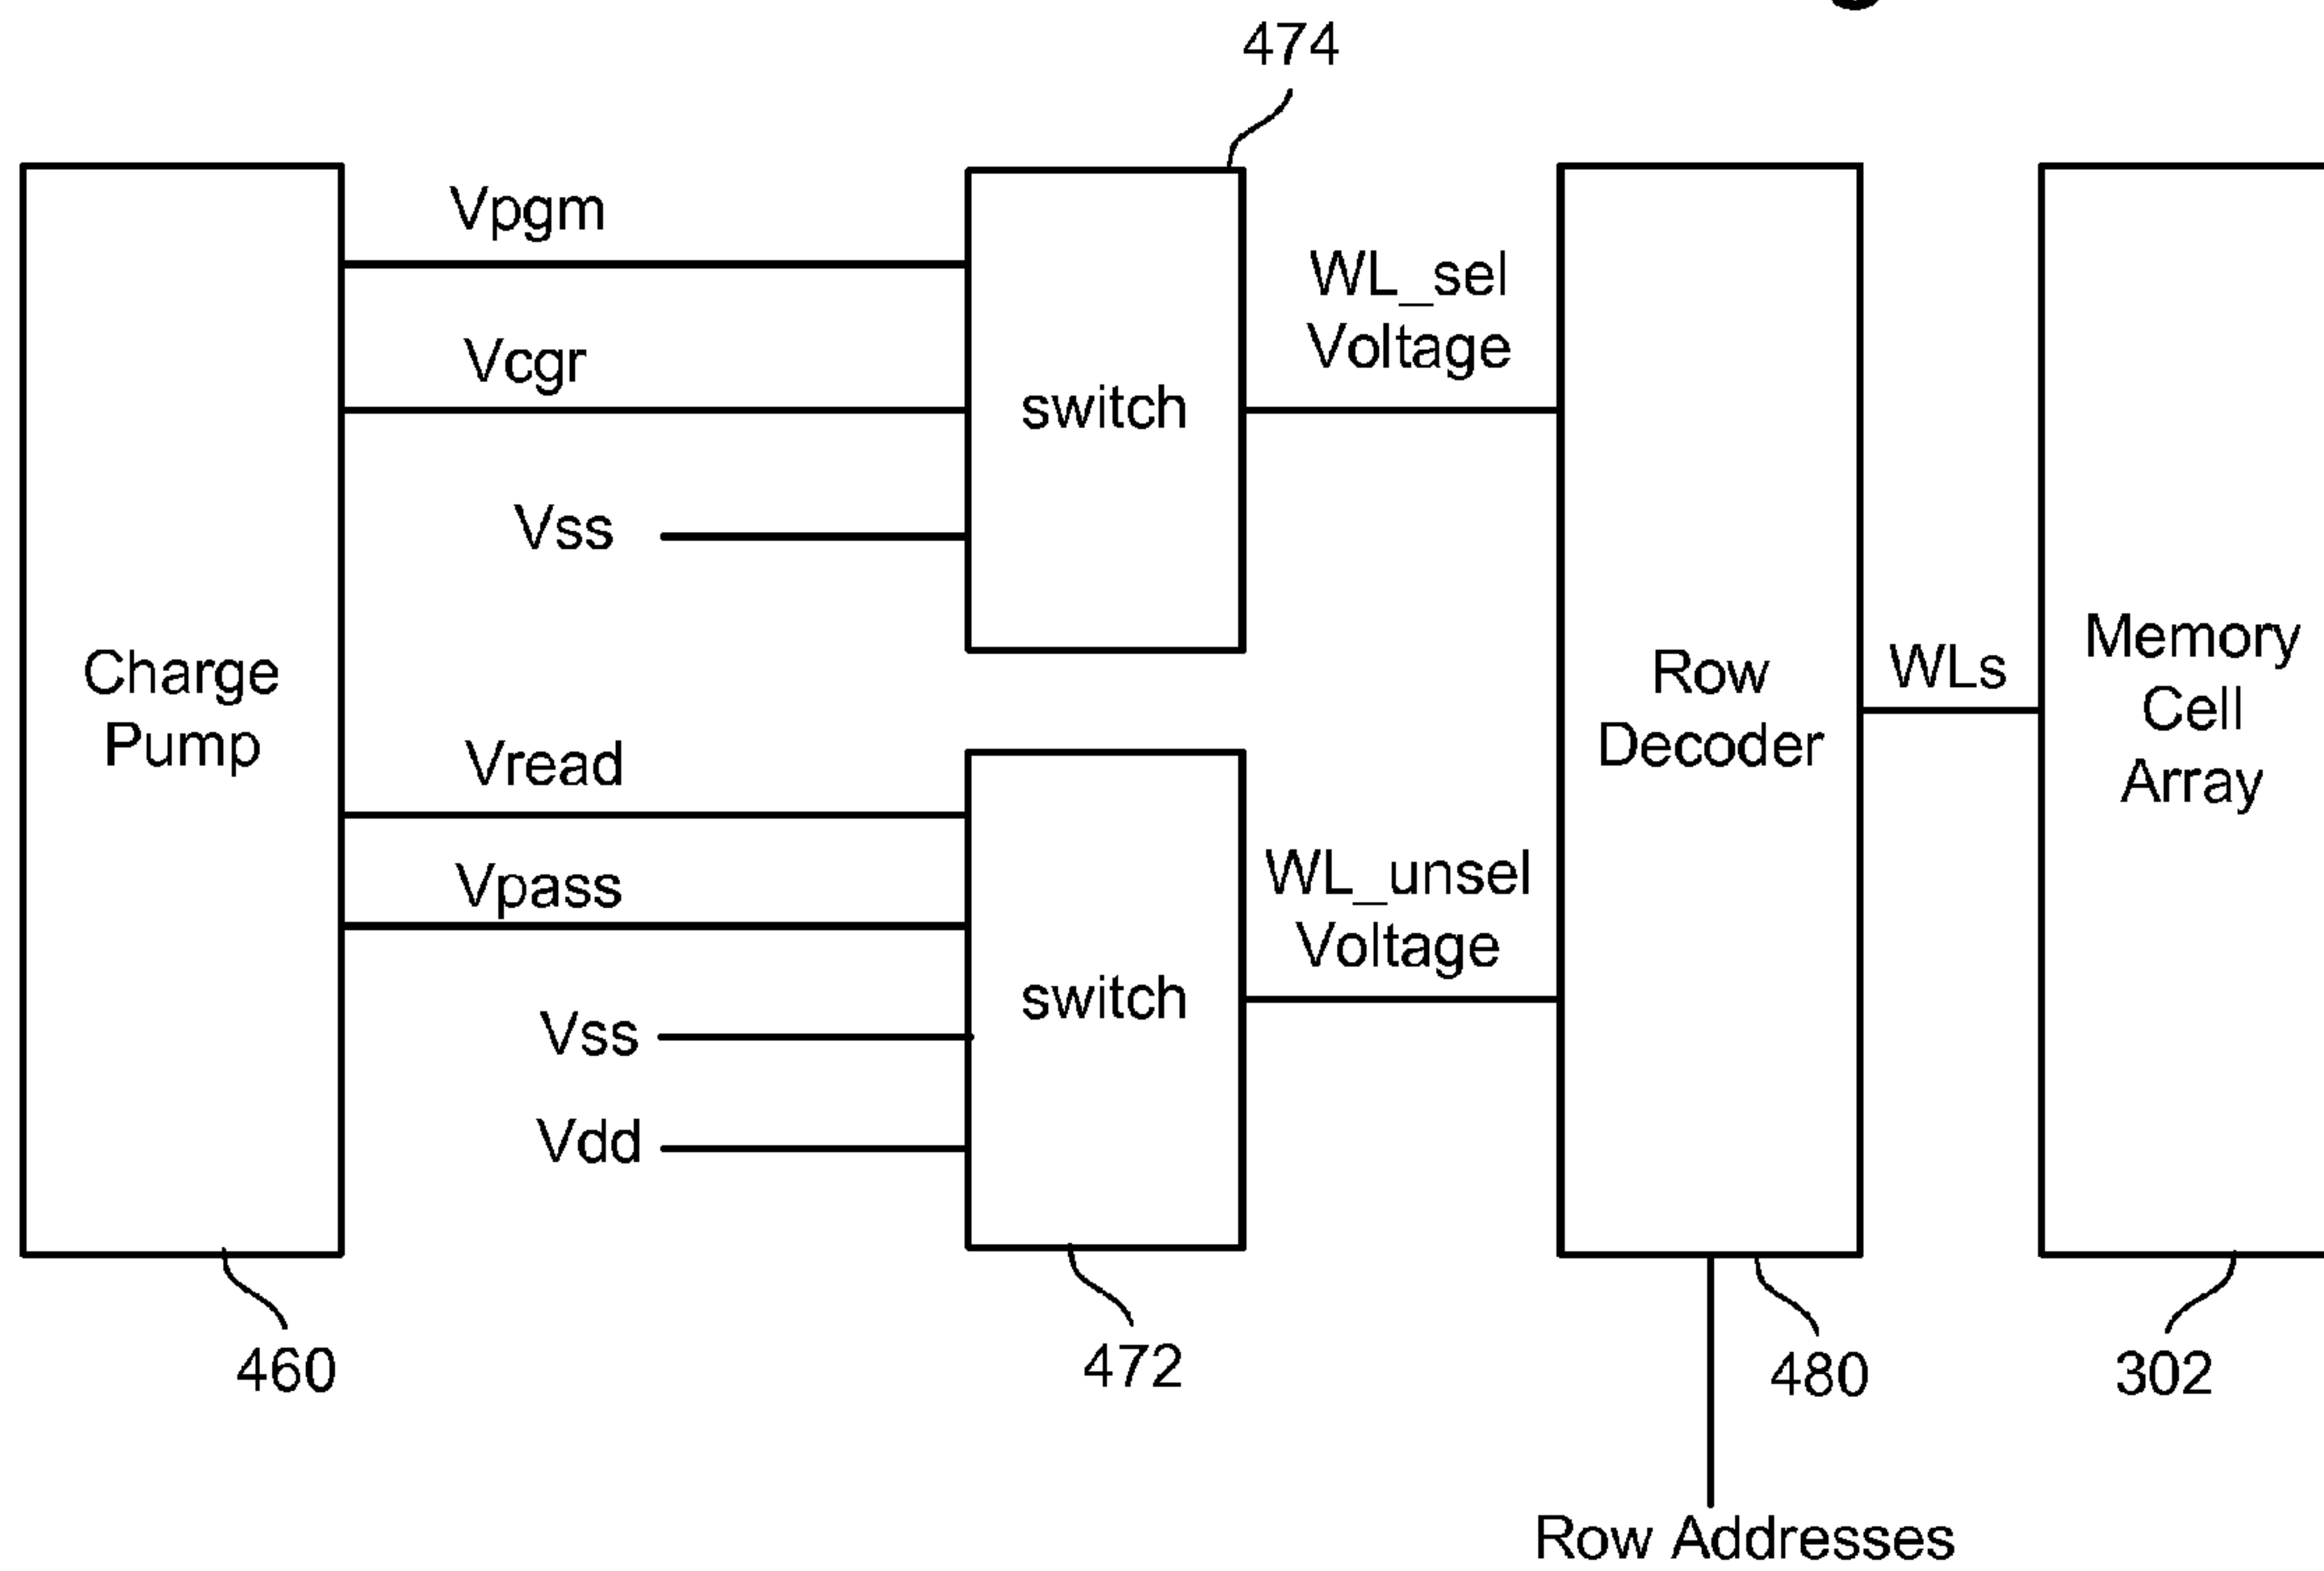 474
Vpgm
WL_sel
Voltage
Vcgr
switch
Vss
Charge
Pump
Row
Decoder
WLs
Memory
Cell
Array
Vread
Vpass
WL_unsel
Voltage
switch
Vss
Vdd
460
472
480
302
Row Addresses